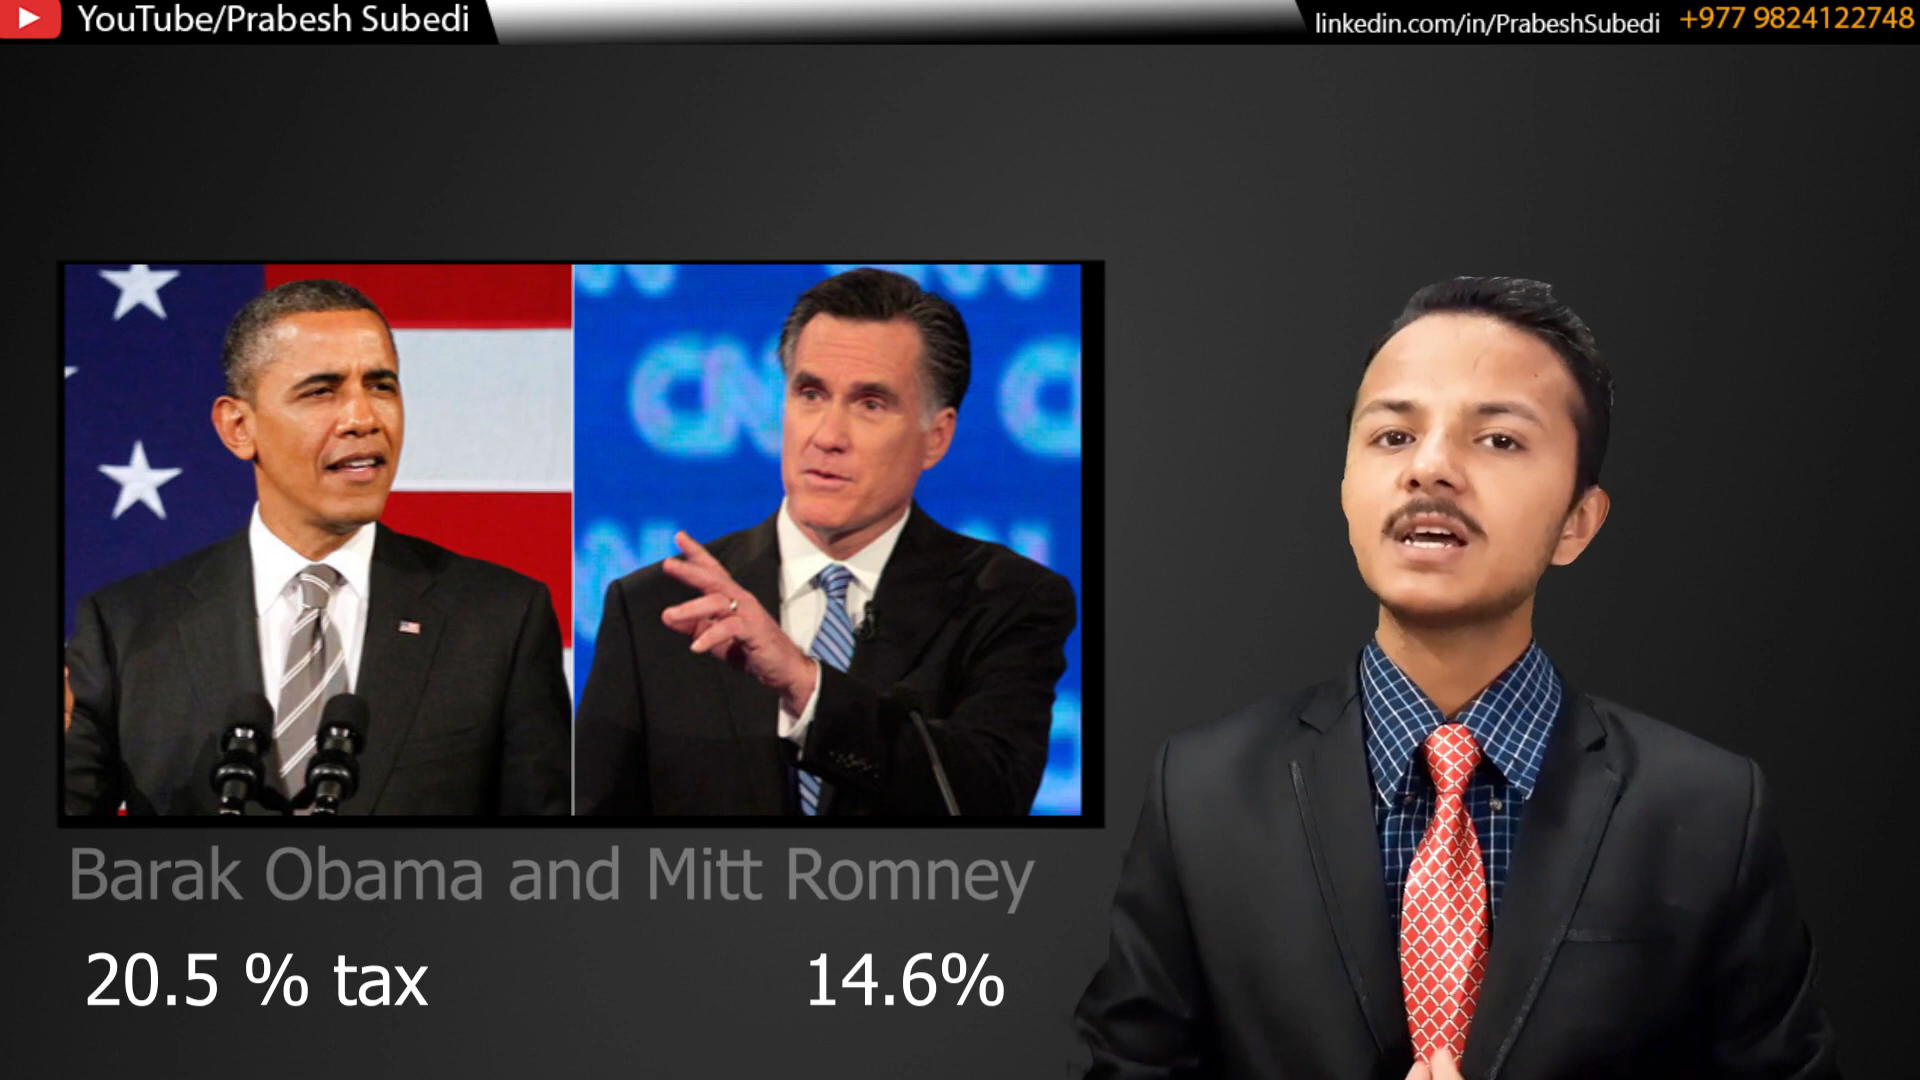 YouTube/Prabesh Subedi
linkedin.com/in/PrabeshSubedi
+977 9824122748
CNN
Barak Obama and Mitt Romney
20.5 % tax
14.6%